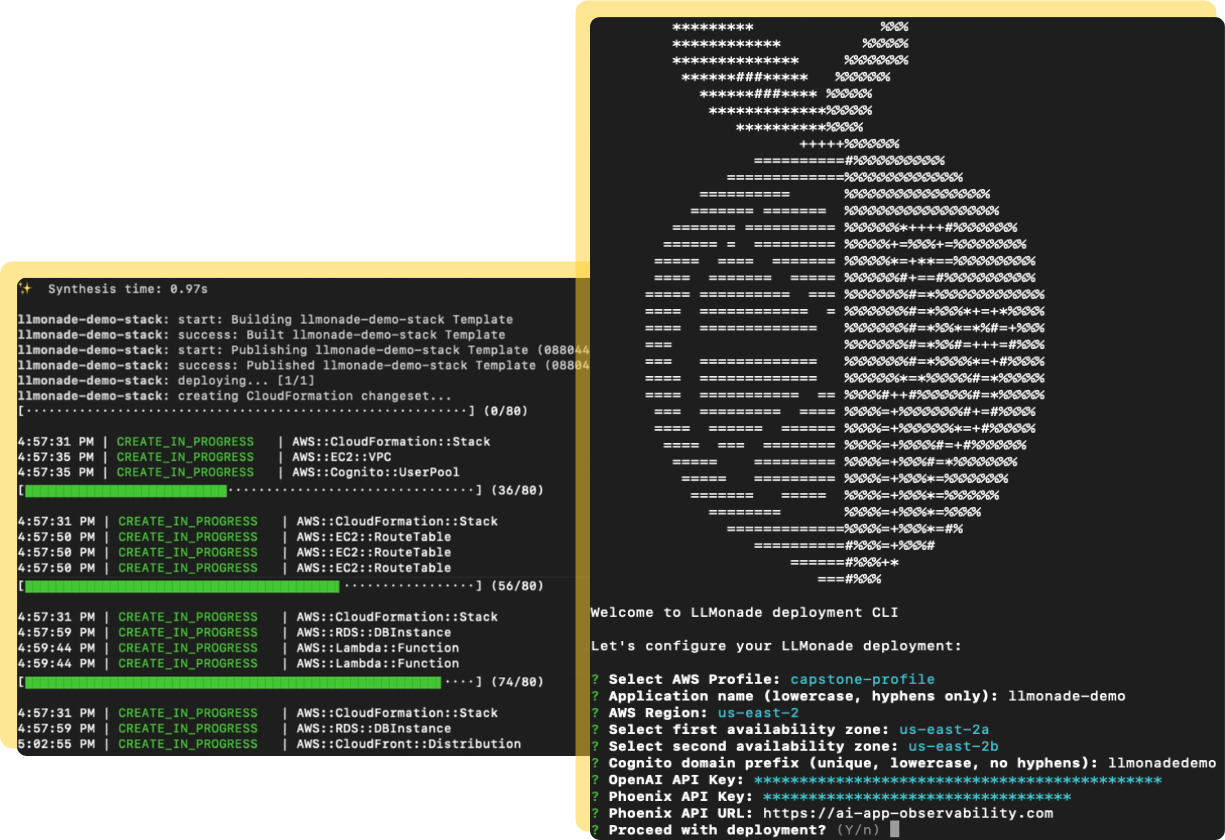 ✨  Synthesis time: 0.97s
llmonade-demo-stack: start: Building llmonade-demo-stack Template
llmonade-demo-stack: success: Built llmonade-demo-stack Template
llmonade-demo-stack: start: Publishing llmonade-demo-stack Template (088044
llmonade-demo-stack: success: Published llmonade-demo-stack Template (08804
llmonade-demo-stack: deploying... [1/1]
llmonade-demo-stack: creating CloudFormation changeset...
[··························································] (0/80)
4:57:31 PM | CREATE_IN_PROGRESS   | AWS::CloudFormation::Stack
4:57:35 PM | CREATE_IN_PROGRESS   | AWS::EC2::VPC
4:57:35 PM | CREATE_IN_PROGRESS   | AWS::Cognito::UserPool
[██████████████████████████································] (36/80)
4:57:31 PM | CREATE_IN_PROGRESS   | AWS::CloudFormation::Stack
4:57:50 PM | CREATE_IN_PROGRESS   | AWS::EC2::RouteTable
4:57:50 PM | CREATE_IN_PROGRESS   | AWS::EC2::RouteTable
4:57:50 PM | CREATE_IN_PROGRESS   | AWS::EC2::RouteTable
[█████████████████████████████████████████·················] (56/80)
4:57:31 PM | CREATE_IN_PROGRESS   | AWS::CloudFormation::Stack
4:57:59 PM | CREATE_IN_PROGRESS   | AWS::RDS::DBInstance
4:59:44 PM | CREATE_IN_PROGRESS   | AWS::Lambda::Function
4:59:44 PM | CREATE_IN_PROGRESS   | AWS::Lambda::Function
[██████████████████████████████████████████████████████····] (74/80)
4:57:31 PM | CREATE_IN_PROGRESS   | AWS::CloudFormation::Stack
4:57:59 PM | CREATE_IN_PROGRESS   | AWS::RDS::DBInstance
5:02:55 PM | CREATE_IN_PROGRESS   | AWS::CloudFront::Distribution
Welcome to LLMonade deployment CLI
Let's configure your LLMonade deployment:
? Select AWS Profile: capstone-profile
? Application name (lowercase, hyphens only): llmonade-demo
? AWS Region: us-east-2
? Select first availability zone: us-east-2a
? Select second availability zone: us-east-2b
? Cognito domain prefix (unique, lowercase, no hyphens): llmonadedemo
? OpenAI API Key: *********************************************
? Phoenix API Key: **********************************
? Phoenix API URL: https://ai-app-observability.com
? Proceed with deployment? (Y/n)